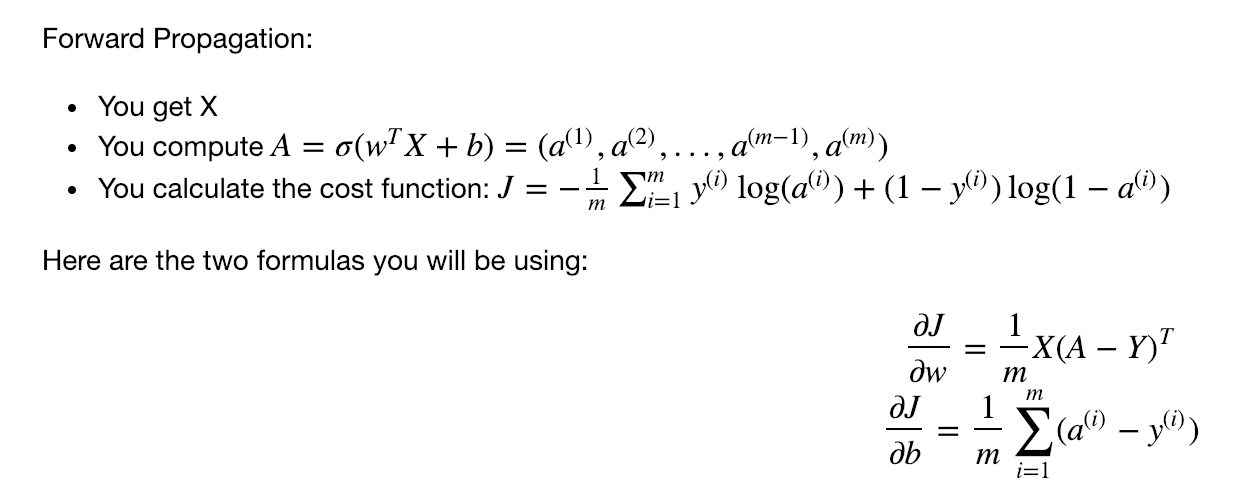 Forward Propagation:
• You get X
• You compute $A = \sigma(w^T X + b) = (a^{(1)}, a^{(2)}, \ldots, a^{(m-1)}, a^{(m)})$
• You calculate the cost function: $J = -\frac{1}{m} \sum_{i=1}^{m} y^{(i)} \log(a^{(i)}) + (1 - y^{(i)}) \log(1 - a^{(i)})$
Here are the two formulas you will be using:
$\frac{\partial J}{\partial w} = \frac{1}{m} X(A - Y)^T$
$\frac{\partial J}{\partial b} = \frac{1}{m} \sum_{i=1}^{m} (a^{(i)} - y^{(i)})$